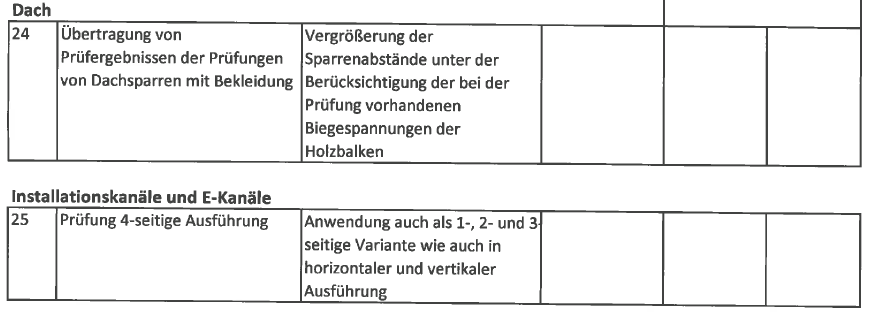 Dach
24 Übertragung von Vergrößerung der
Prüfergebnissen der Prüfungen Sparrenabstände unter der
von Dachsparren mit Bekleidung Berücksichtigung der bei der
Prüfung vorhandenen
Biegespannungen der
Holzbalken
Installationskanäle und E-Kanäle
25 Prüfung 4-seitige Ausführung Anwendung auch als 1-, 2- und 3-
seitige Variante wie auch in
horizontaler und vertikaler
Ausführung